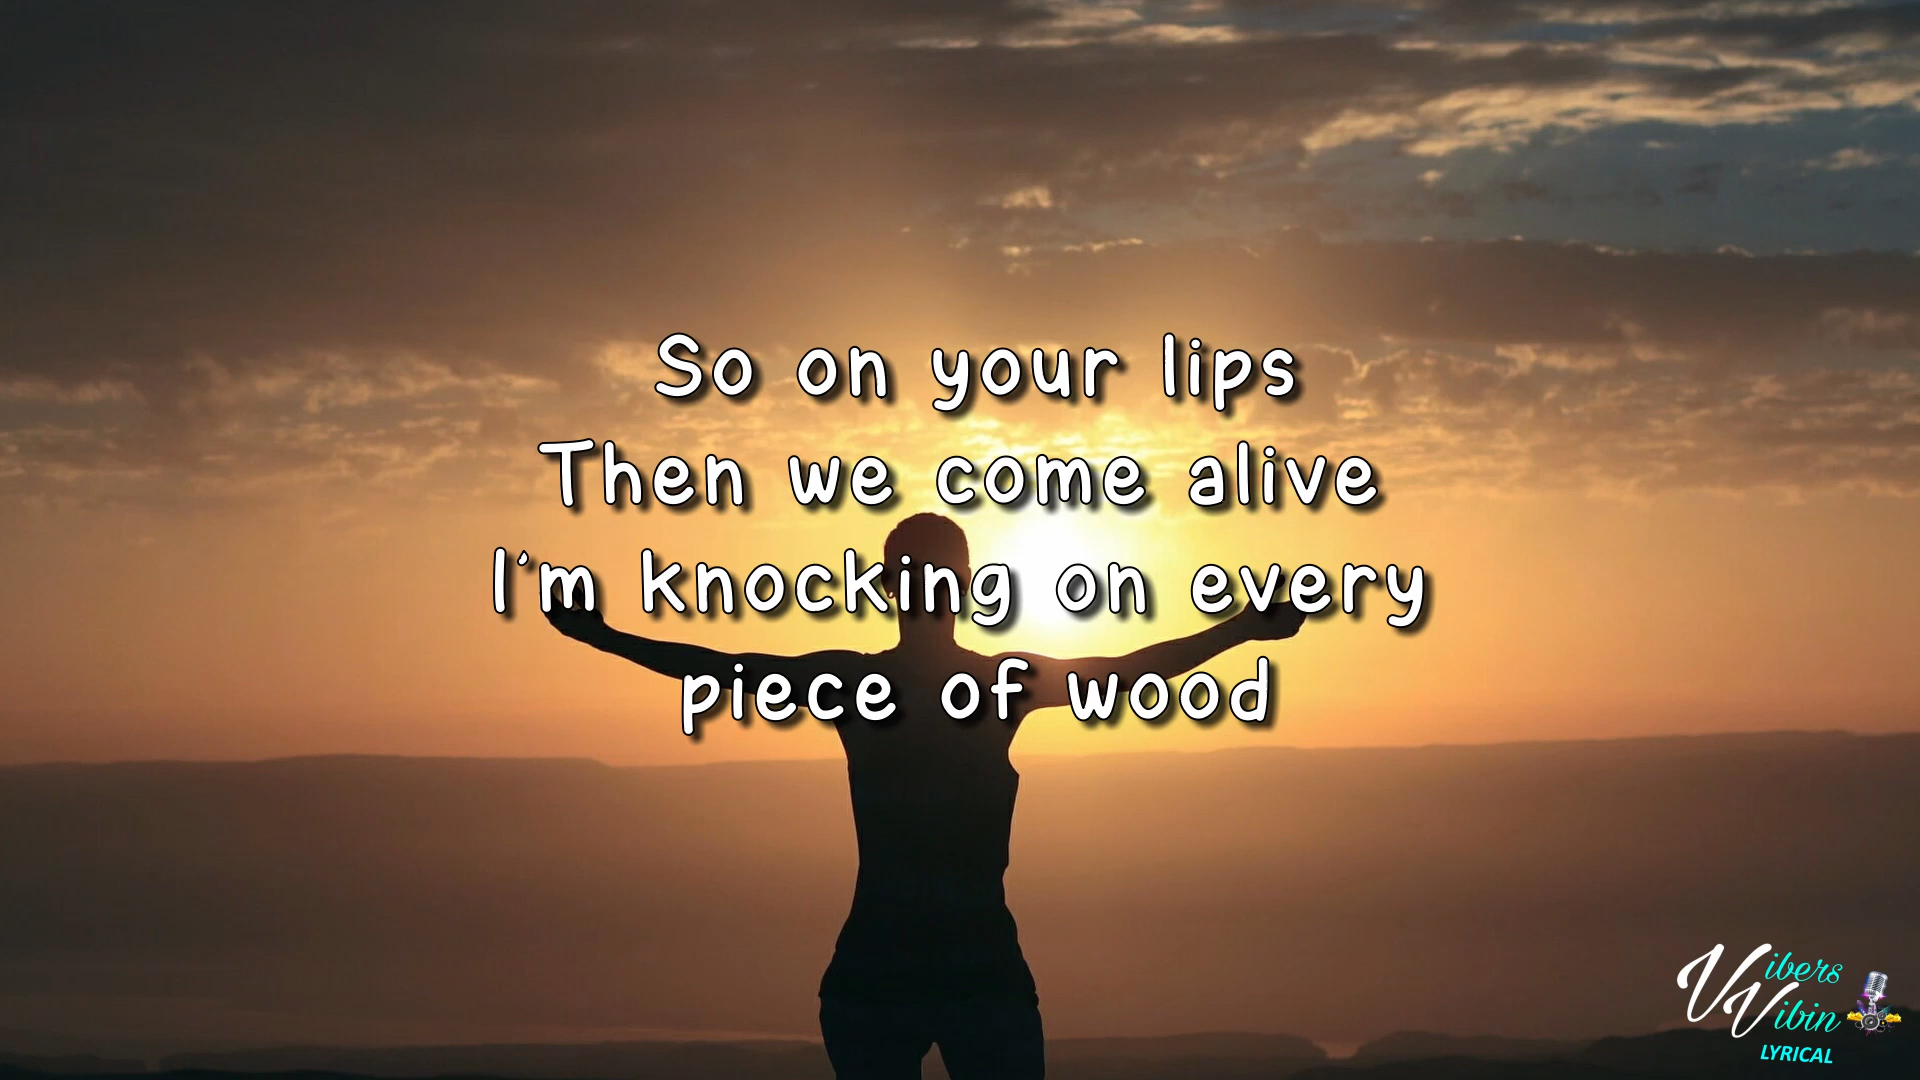 So on your lips
Then we come alive
I'm knocking on every
piece of wood
Vibers
Vibin
LYRICAL